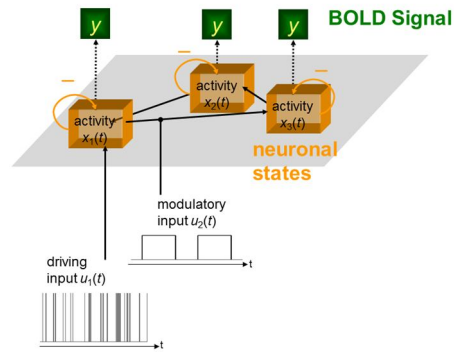 y
y
y
BOLD Signal
–
–
–
activity
x₂(t)
activity
x₃(t)
activity
x₁(t)
neuronal
states
modulatory
input u₂(t)
t
driving
input u₁(t)
t